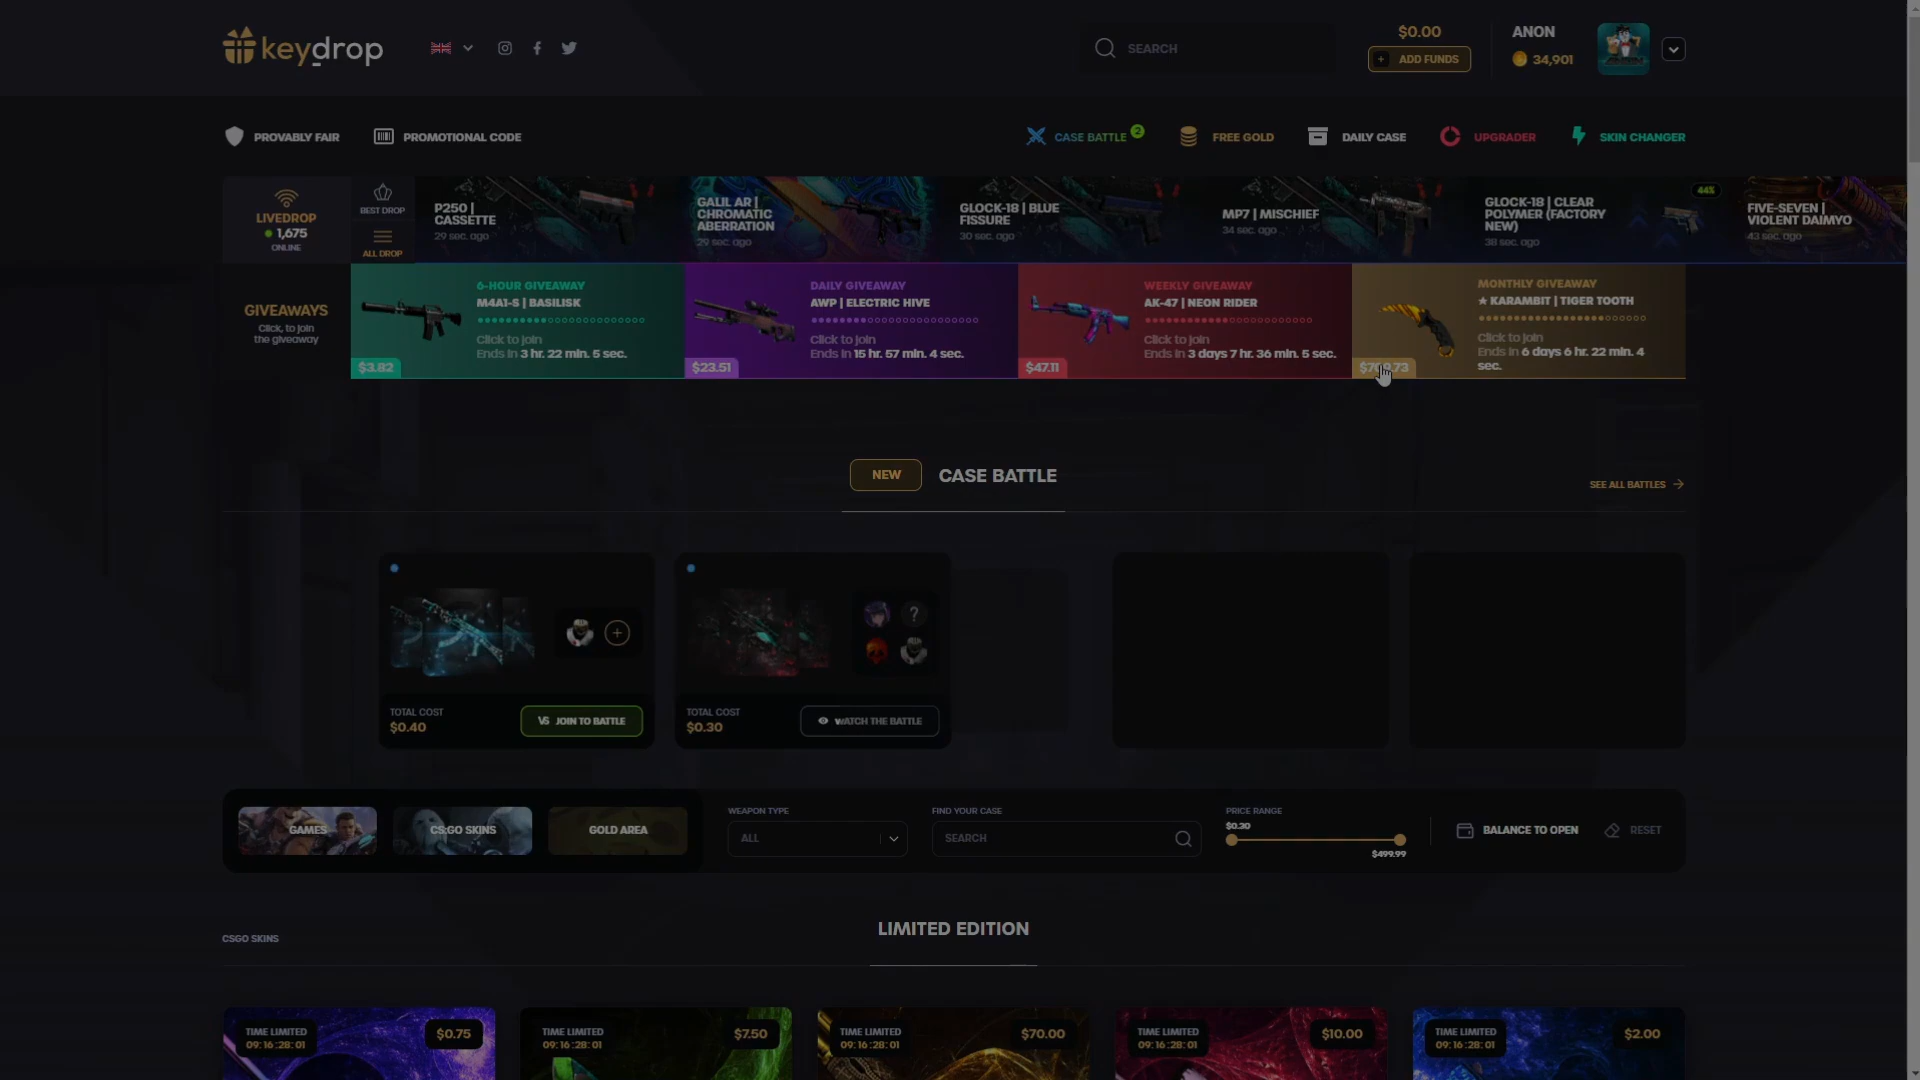 keydrop
SEARCH
$0.00
+ ADD FUNDS
ANON
34,901
PROVABLY FAIR
PROMOTIONAL CODE
CASE BATTLE 2
FREE GOLD
DAILY CASE
UPGRADER
SKIN CHANGER
LIVEDROP
1,675
ONLINE
BEST DROP
ALL DROP
P250 |
CASSETTE
29 sec. ago
GALIL AR |
CHROMATIC
ABERRATION
29 sec. ago
GLOCK-18 | BLUE
FISSURE
30 sec. ago
MP7 | MISCHIEF
34 sec. ago
GLOCK-18 | CLEAR
POLYMER (FACTORY
NEW)
38 sec. ago
44%
FIVE-SEVEN |
VIOLENT DAIMYO
43 sec. ago
GIVEAWAYS
Click, to join
the giveaway
6-HOUR GIVEAWAY
M4A1-S | BASILISK
Click to join
Ends in 3 hr. 22 min. 5 sec.
$3.82
DAILY GIVEAWAY
AWP | ELECTRIC HIVE
Click to join
Ends in 15 hr. 57 min. 4 sec.
$23.51
WEEKLY GIVEAWAY
AK-47 | NEON RIDER
Click to join
Ends in 3 days 7 hr. 36 min. 5 sec.
$47.11
MONTHLY GIVEAWAY
★ KARAMBIT | TIGER TOOTH
Click to join
Ends in 6 days 6 hr. 22 min. 4
sec.
NEW
CASE BATTLE
SEE ALL BATTLES
TOTAL COST
$0.40
VS JOIN TO BATTLE
?
TOTAL COST
$0.30
WATCH THE BATTLE
GAMES
CS:GO SKINS
GOLD AREA
WEAPON TYPE
ALL
FIND YOUR CASE
SEARCH
PRICE RANGE
$0.30
$499.99
BALANCE TO OPEN
RESET
CSGO SKINS
LIMITED EDITION
TIME LIMITED
09:16:28:01
$0.75
TIME LIMITED
09:16:28:01
$7.50
TIME LIMITED
09:16:28:01
$70.00
TIME LIMITED
09:16:28:01
$10.00
TIME LIMITED
09:16:28:01
$2.00